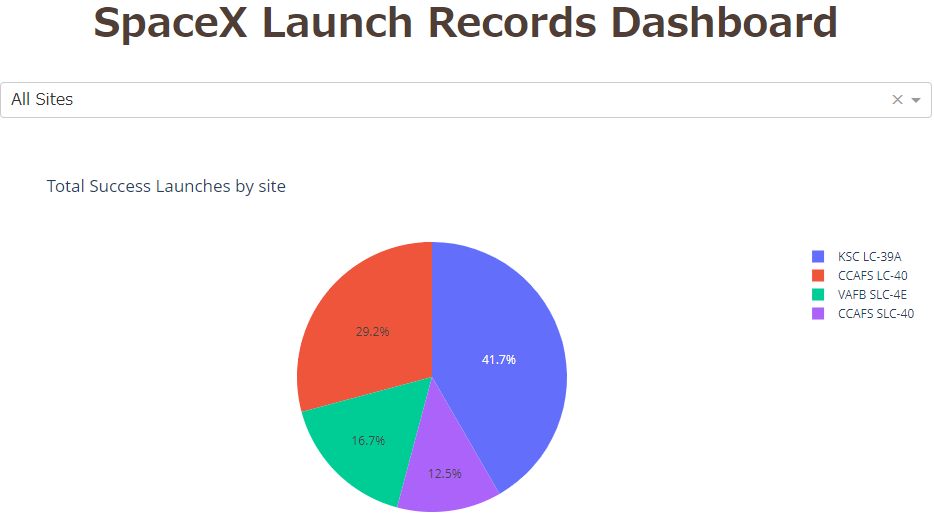 SpaceX Launch Records Dashboard
All Sites
Total Success Launches by site
KSC LC-39A
CCAFS LC-40
VAFB SLC-4E
CCAFS SLC-40
29.2%
41.7%
16.7%
12.5%